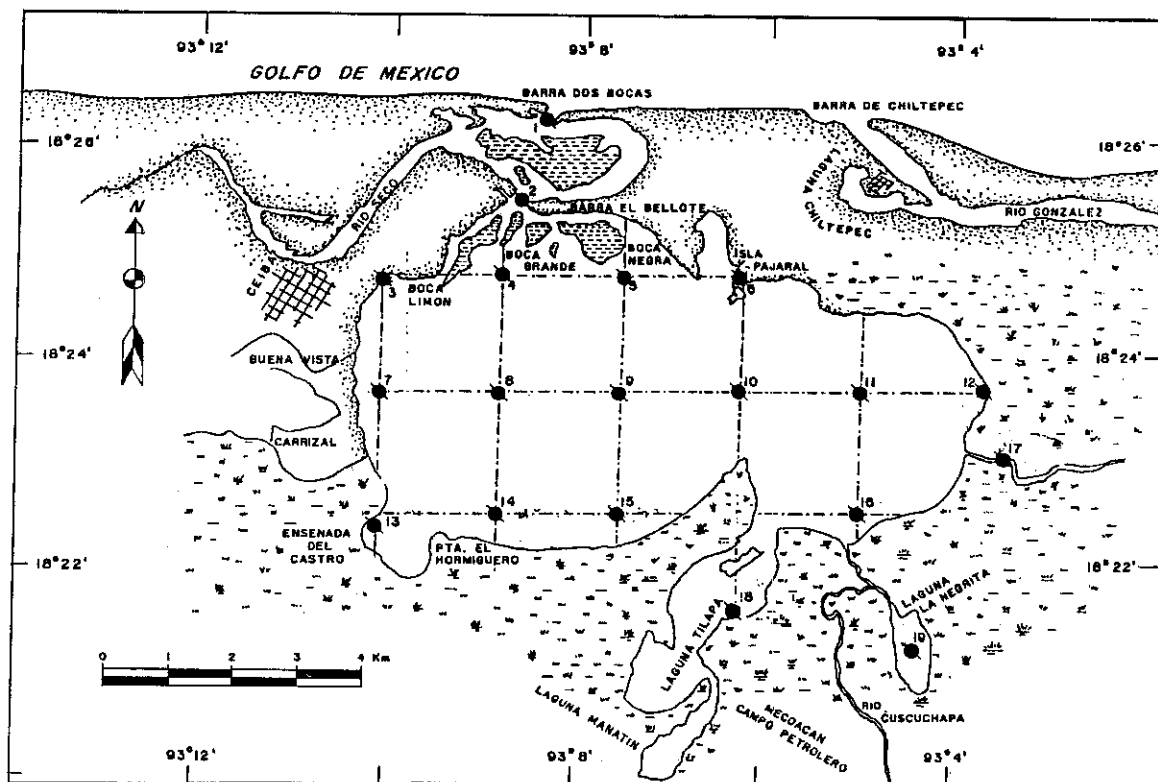 93° 12'
93° 8'
93° 4'
GOLFO DE MEXICO
BARRA DOS BOCAS
BARRA DE CHILTEPEC
1
18° 26'
18° 26'
LAGUNA
CHILTEPEC
RIO SECO
2
BARRA EL BELLOTE
RIO GONZALEZ
N
CEIBA
BOCA
GRANDE
BOCA
NEGRA
ISLA
PAJARAL
3
BOCA
LIMON
4
5
6
18° 24'
BUENA VISTA
18° 24'
7
8
9
10
11
12
CARRIZAL
17
13
14
15
16
ENSENADA
DEL
CASTRO
PTA. EL
HORMIGUERO
18° 22'
18° 22'
18
LAGUNA
LA NEGRITA
19
0 1 2 3 4 Km
LAGUNA TILAPA
LAGUNA MANATIN
MECOACAN
CAMPO PETROLERO
RIO
CUSCUCHAPA
93° 12'
93° 8'
93° 4'